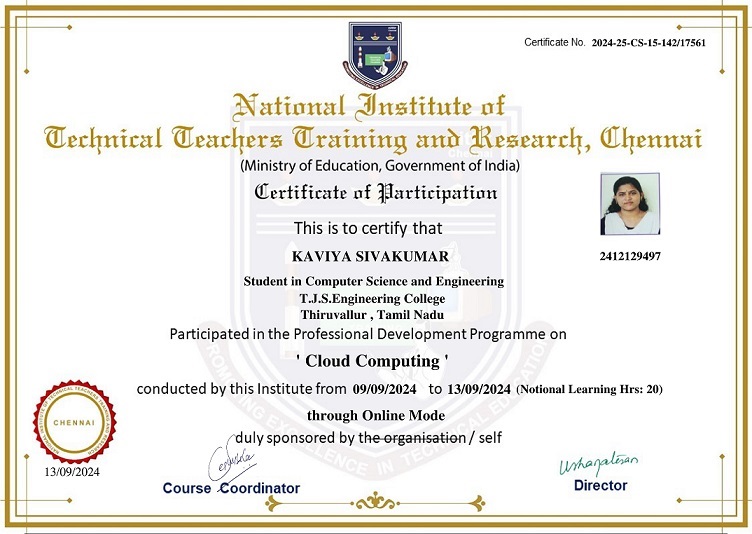 Certificate No. 2024-25-CS-15-142/17561
National Institute of
Technical Teachers Training and Research, Chennai
(Ministry of Education, Government of India)
Certificate of Participation
This is to certify that
KAVIYA SIVAKUMAR
2412129497
Student in Computer Science and Engineering
T.J.S.Engineering College
Thiruvallur , Tamil Nadu
Participated in the Professional Development Programme on
' Cloud Computing '
conducted by this Institute from 09/09/2024 to 13/09/2024 (Notional Learning Hrs: 20)
through Online Mode
duly sponsored by the organisation / self
CHENNAI
13/09/2024
Course Coordinator
Director